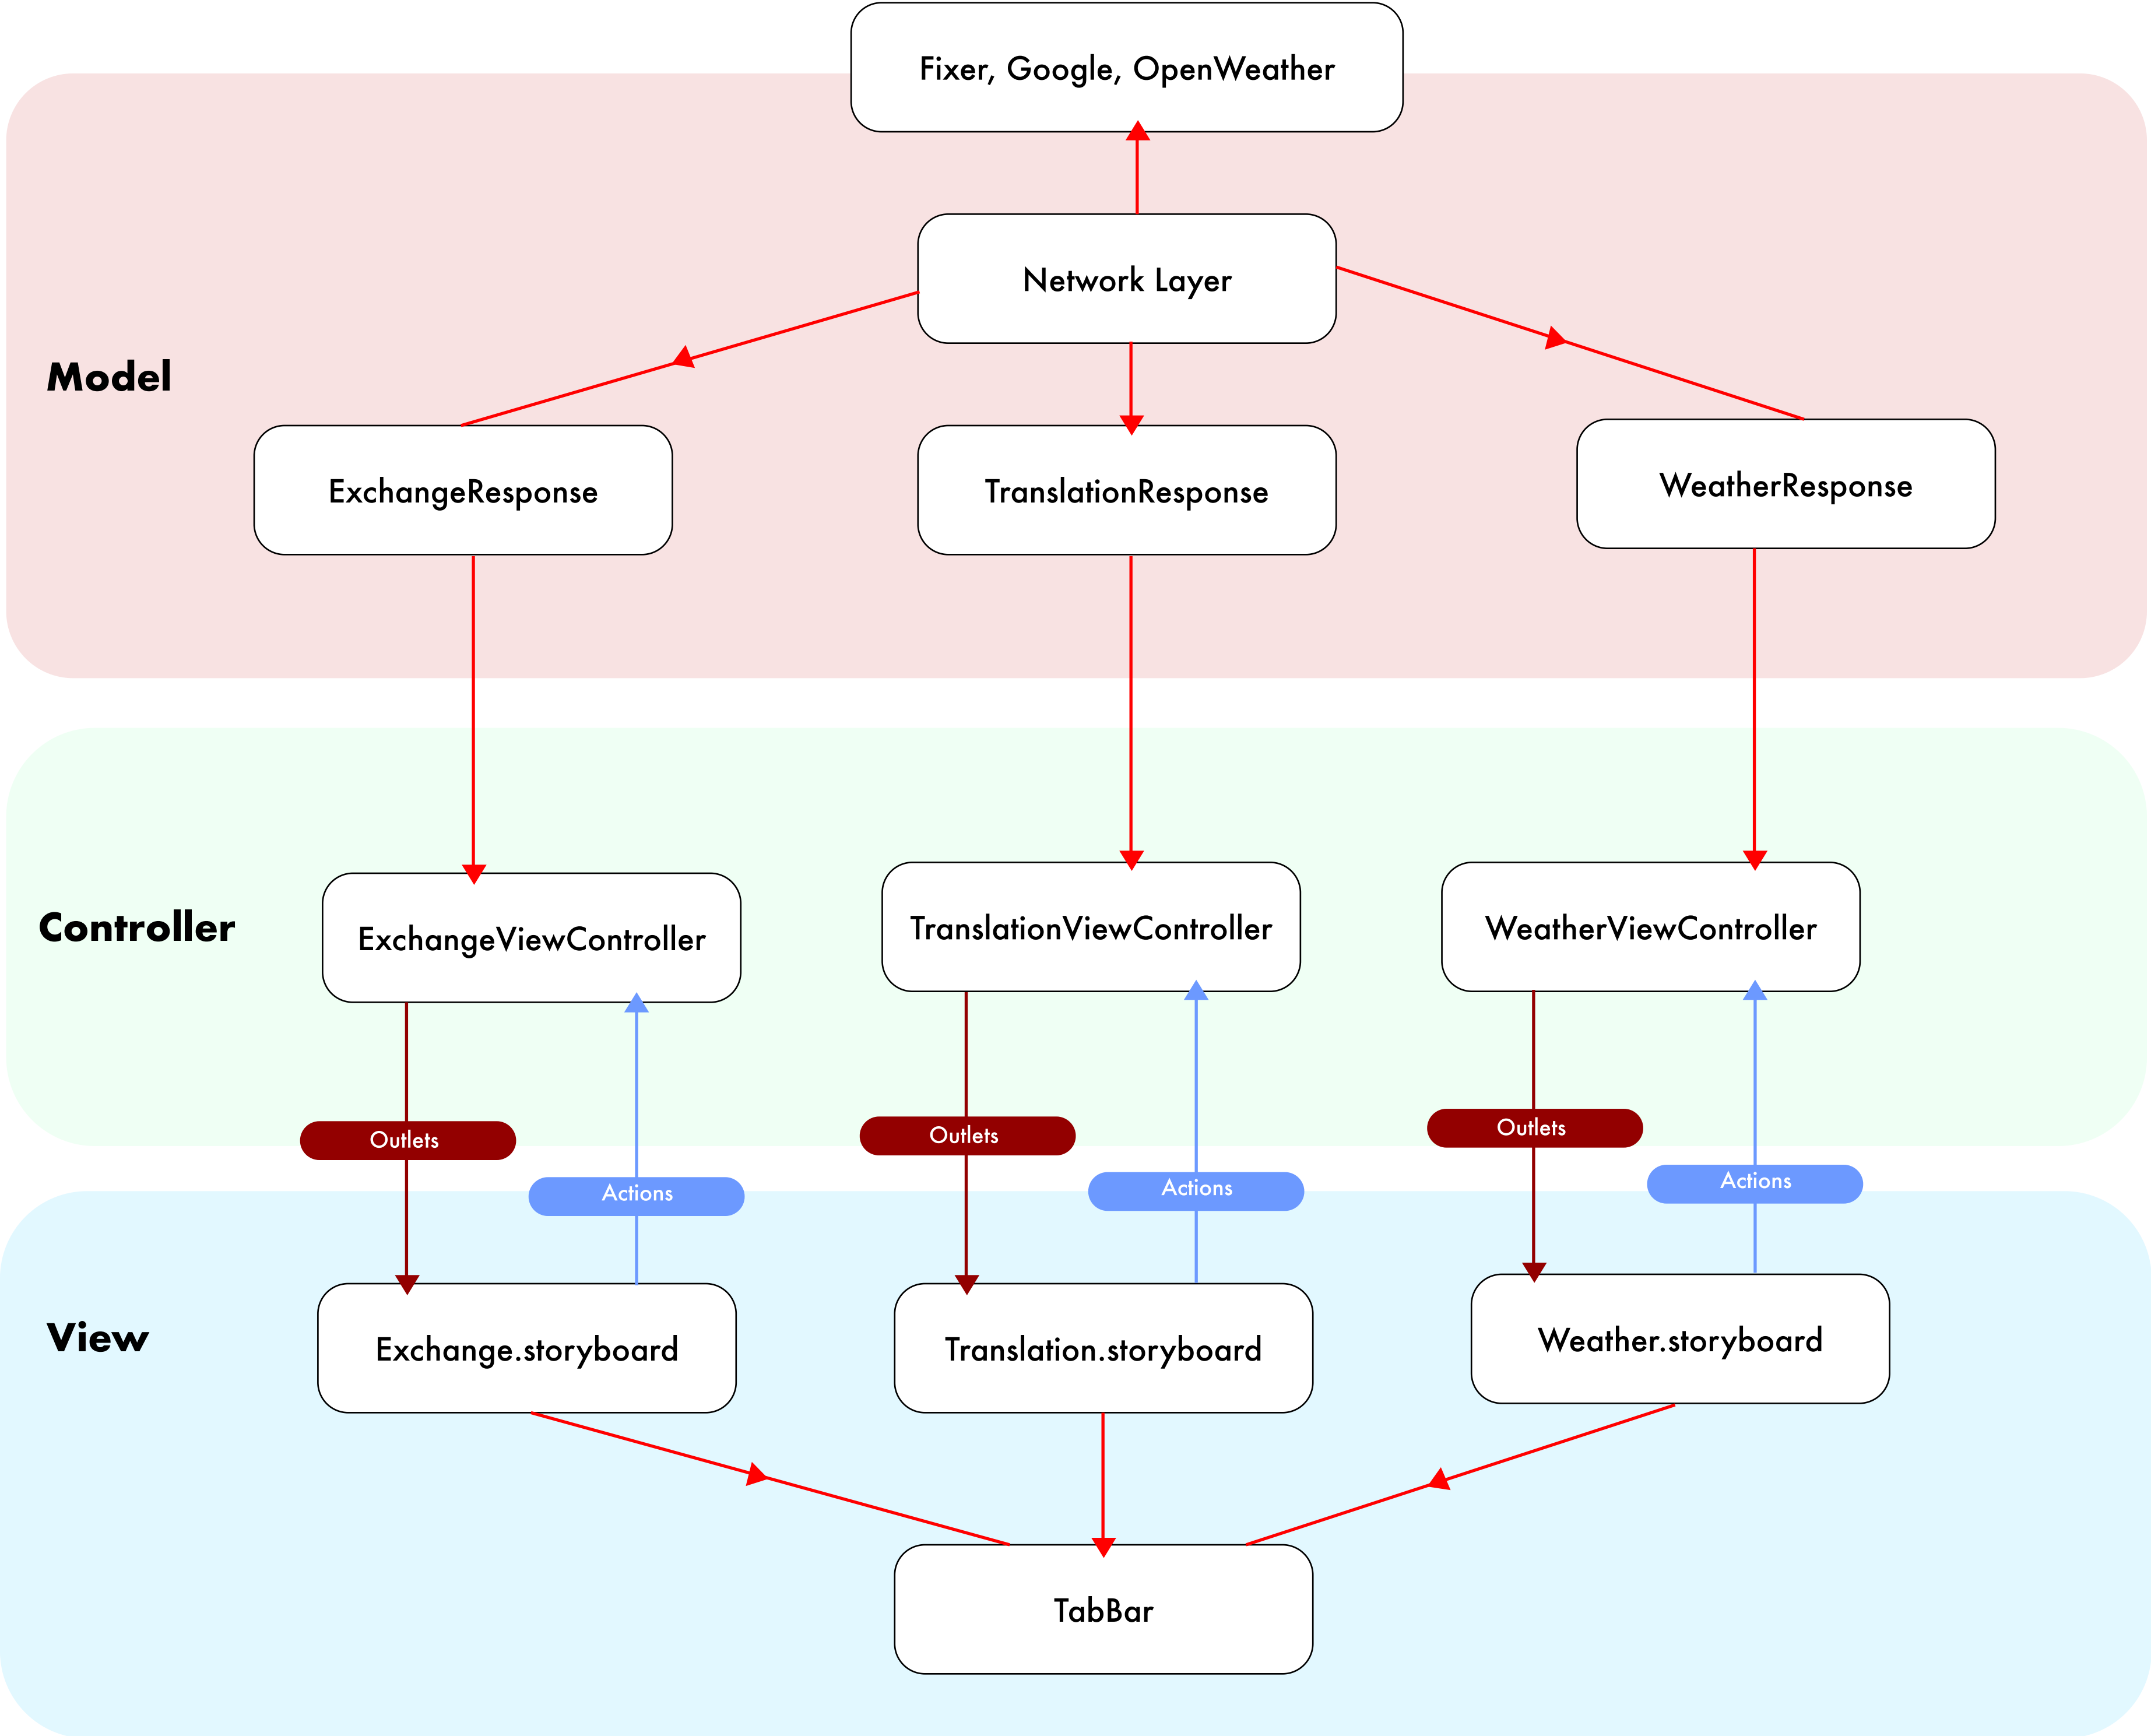 Fixer, Google, OpenWeather
Network Layer
Model
ExchangeResponse
TranslationResponse
WeatherResponse
Controller
ExchangeViewController
TranslationViewController
WeatherViewController
Outlets
Outlets
Outlets
Actions
Actions
Actions
View
Exchange.storyboard
Translation.storyboard
Weather.storyboard
TabBar